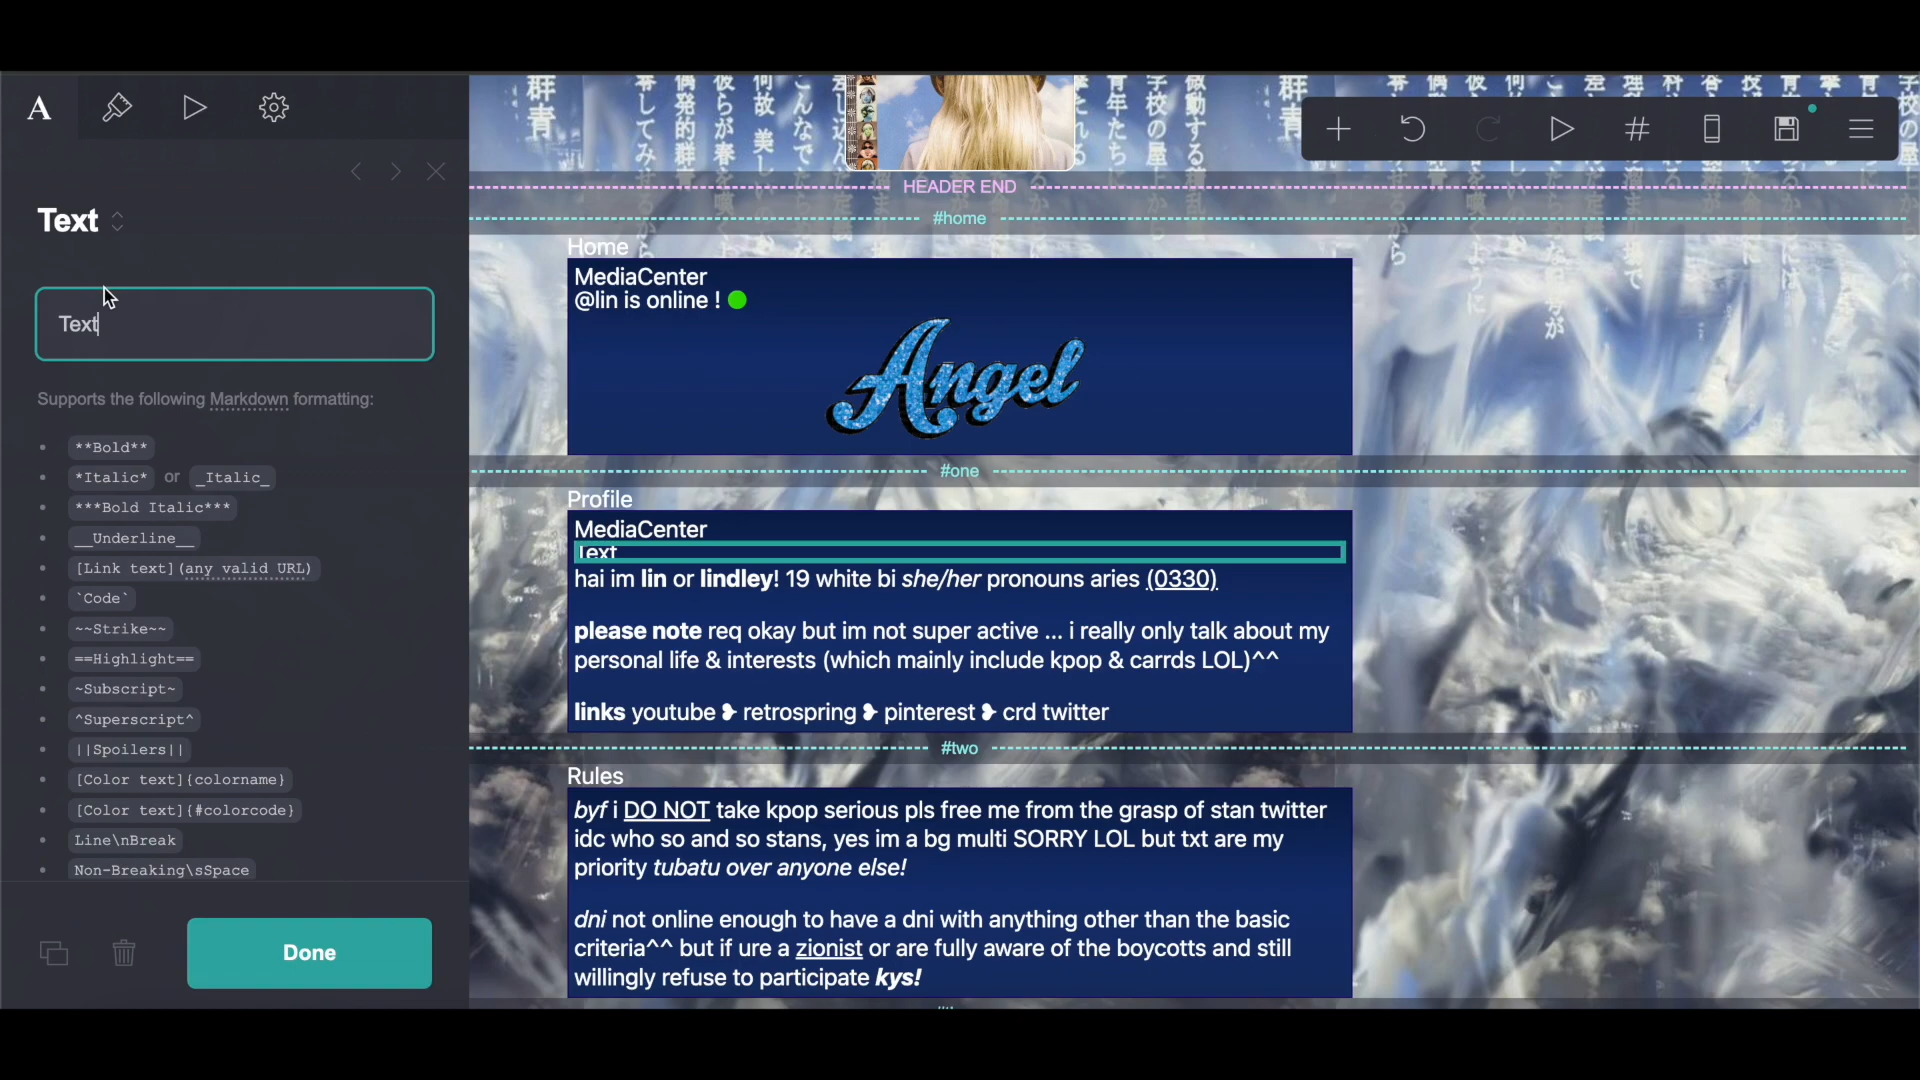 A
Text
Text
Supports the following Markdown formatting:
**Bold**
*Italic* or _Italic_
***Bold Italic***
__Underline__
[Link text](any valid URL)
`Code`
~~Strike~~
==Highlight==
~Subscript~
^Superscript^
||Spoilers||
[Color text]{colorname}
[Color text]{#colorcode}
Line\nBreak
Non-Breaking\sSpace
Done
群青
HEADER END
#home
Home
MediaCenter
@lin is online !
Angel
#one
Profile
MediaCenter
Text
hai im lin or lindley! 19 white bi she/her pronouns aries (0330)
please note req okay but im not super active ... i really only talk about my
personal life & interests (which mainly include kpop & carrds LOL)^^
links youtube ❥ retrospring ❥ pinterest ❥ crd twitter
#two
Rules
byf i DO NOT take kpop serious pls free me from the grasp of stan twitter
idc who so and so stans, yes im a bg multi SORRY LOL but txt are my
priority tubatu over anyone else!
dni not online enough to have a dni with anything other than the basic
criteria^^ but if ure a zionist or are fully aware of the boycotts and still
willingly refuse to participate kys!